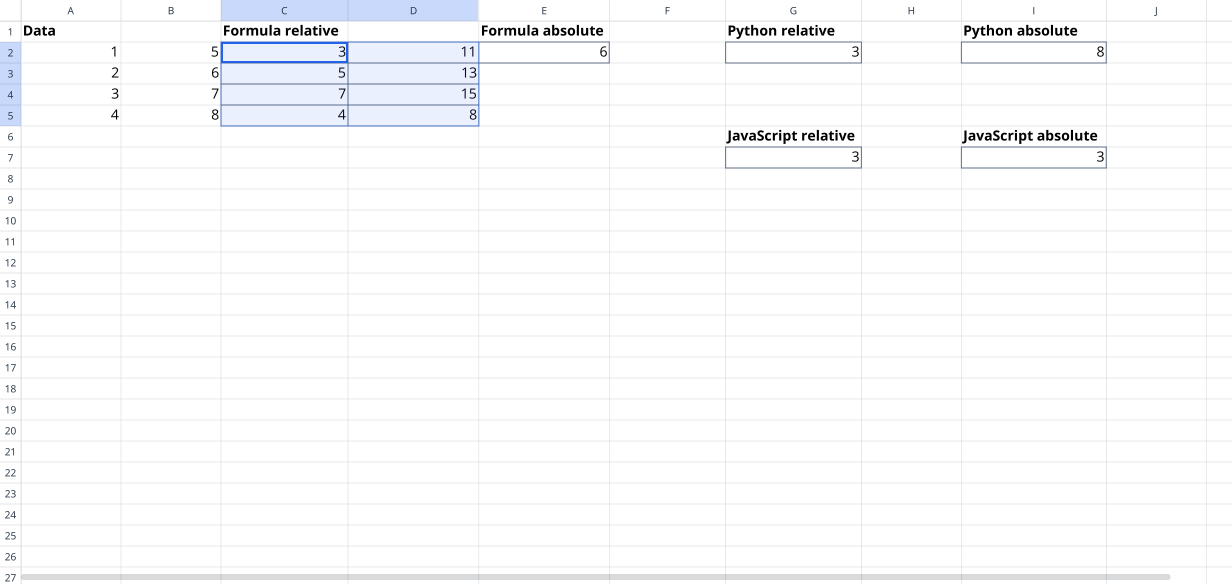 A B C D E F G H I J
1 Data Formula relative Formula absolute Python relative Python absolute
2 1 5 3 11 6 3 8
3 2 6 5 13
4 3 7 7 15
5 4 8 4 8
6 JavaScript relative JavaScript absolute
7 3 3
8
9
10
11
12
13
14
15
16
17
18
19
20
21
22
23
24
25
26
27